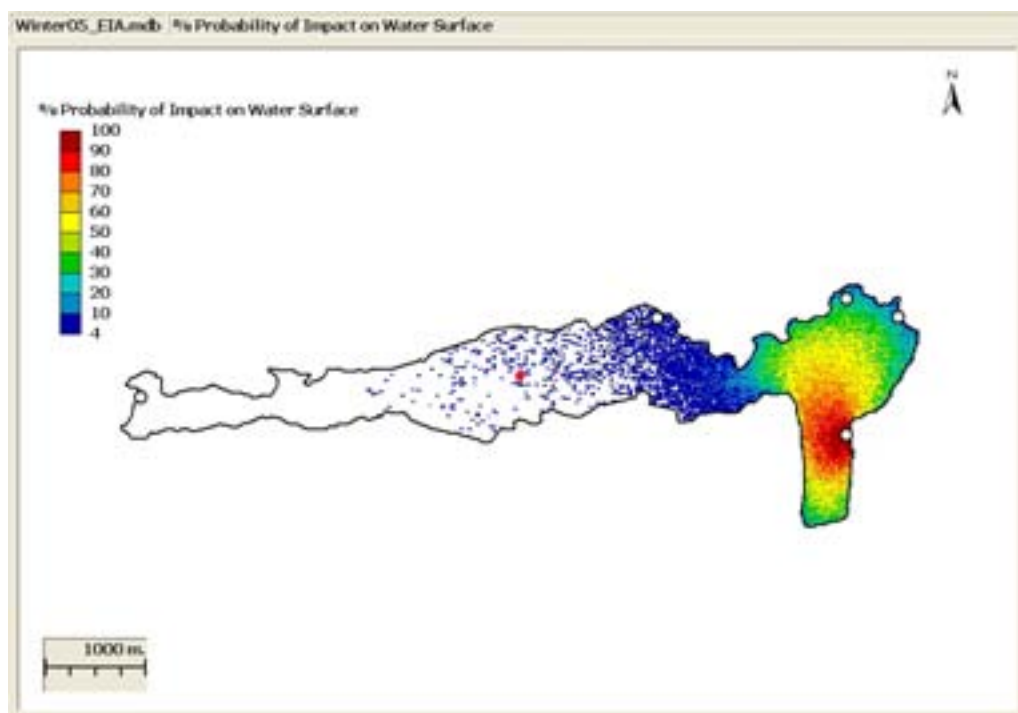 Winter05_EIA.mdb % Probability of Impact on Water Surface
N
% Probability of Impact on Water Surface
100
90
80
70
60
50
40
30
20
10
4
1000 m.